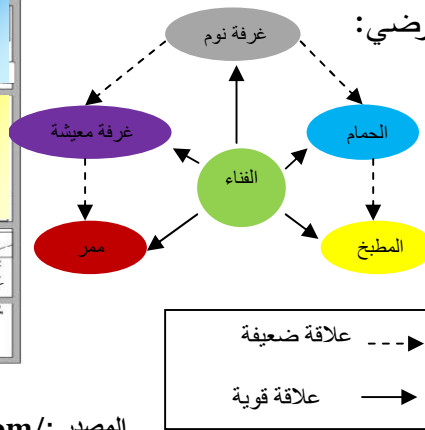 رضي:
غرفة نوم
غرفة معيشة
الحمام
الفناء
ممر
المطبخ
علاقة ضعيفة
علاقة قوية
المصدر :/om